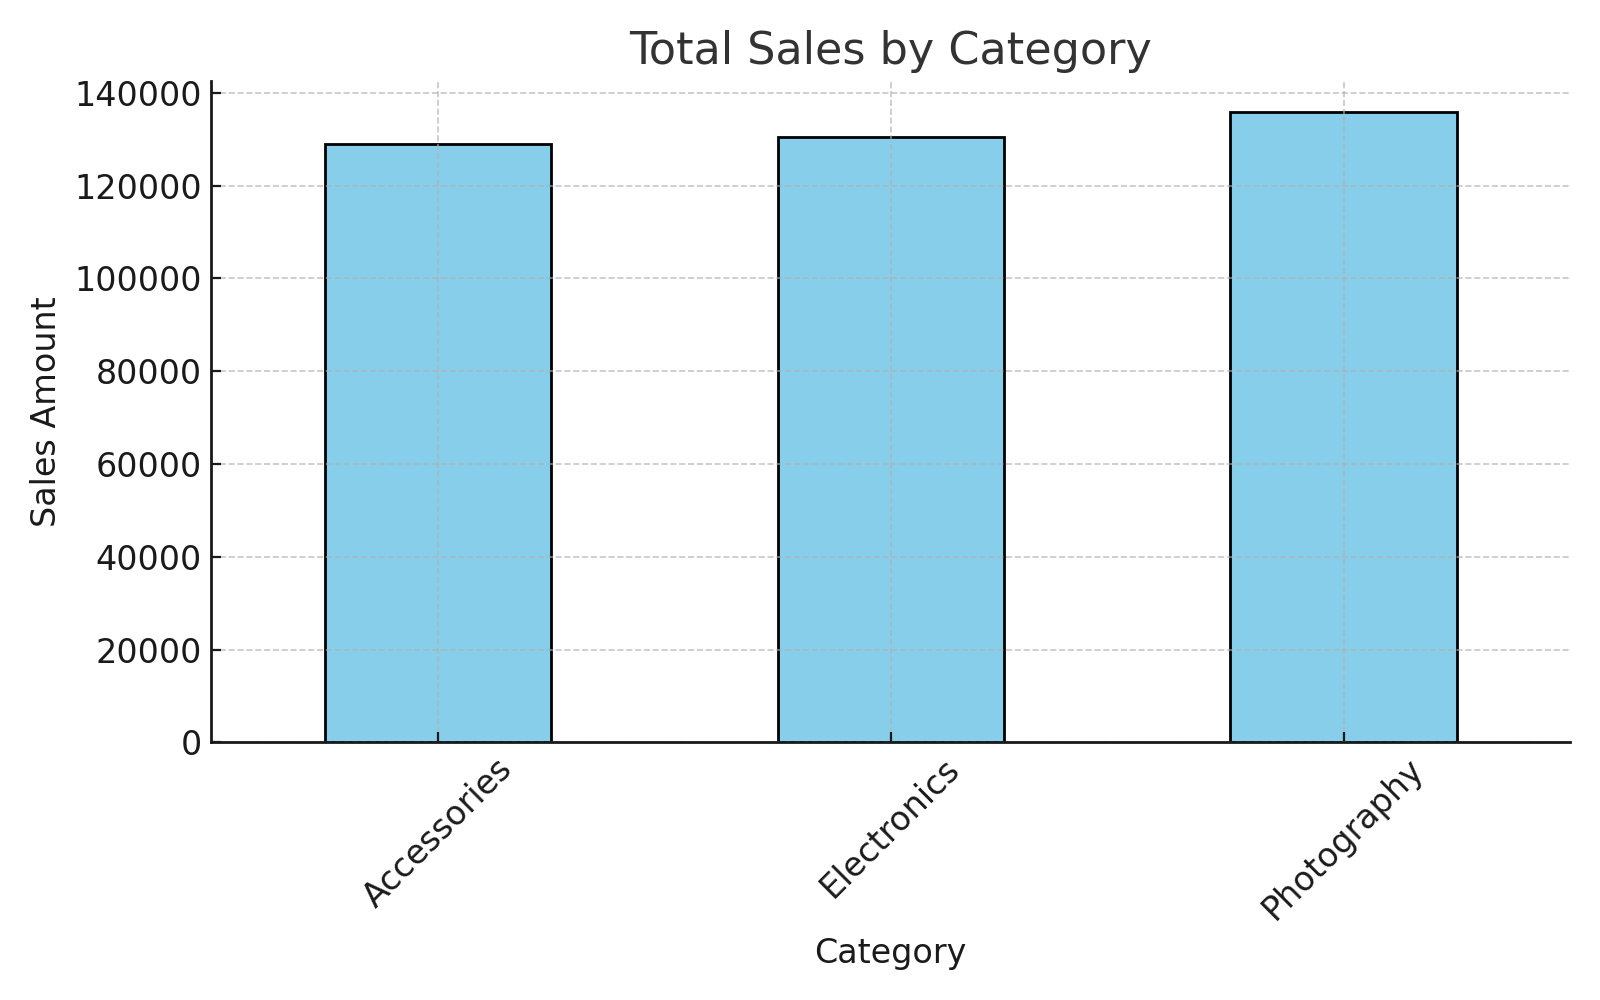 Total Sales by Category
140000
120000
100000
80000
60000
40000
20000
0
Sales Amount
Accessories
Electronics
Photography
Category